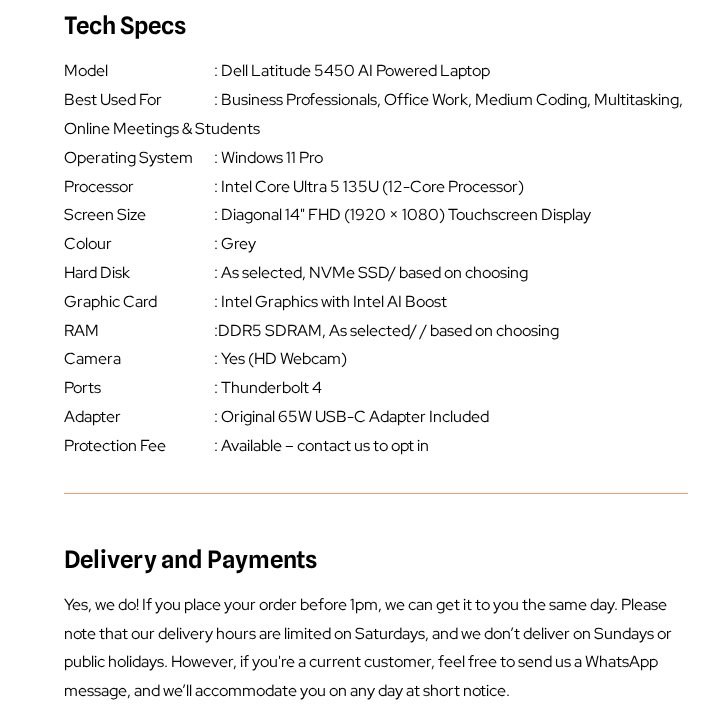 Tech Specs
Model : Dell Latitude 5450 AI Powered Laptop
Best Used For : Business Professionals, Office Work, Medium Coding, Multitasking,
Online Meetings & Students
Operating System : Windows 11 Pro
Processor : Intel Core Ultra 5 135U (12-Core Processor)
Screen Size : Diagonal 14" FHD (1920 × 1080) Touchscreen Display
Colour : Grey
Hard Disk : As selected, NVMe SSD/ based on choosing
Graphic Card : Intel Graphics with Intel AI Boost
RAM :DDR5 SDRAM, As selected/ / based on choosing
Camera : Yes (HD Webcam)
Ports : Thunderbolt 4
Adapter : Original 65W USB-C Adapter Included
Protection Fee : Available – contact us to opt in
Delivery and Payments
Yes, we do! If you place your order before 1pm, we can get it to you the same day. Please
note that our delivery hours are limited on Saturdays, and we don’t deliver on Sundays or
public holidays. However, if you're a current customer, feel free to send us a WhatsApp
message, and we’ll accommodate you on any day at short notice.